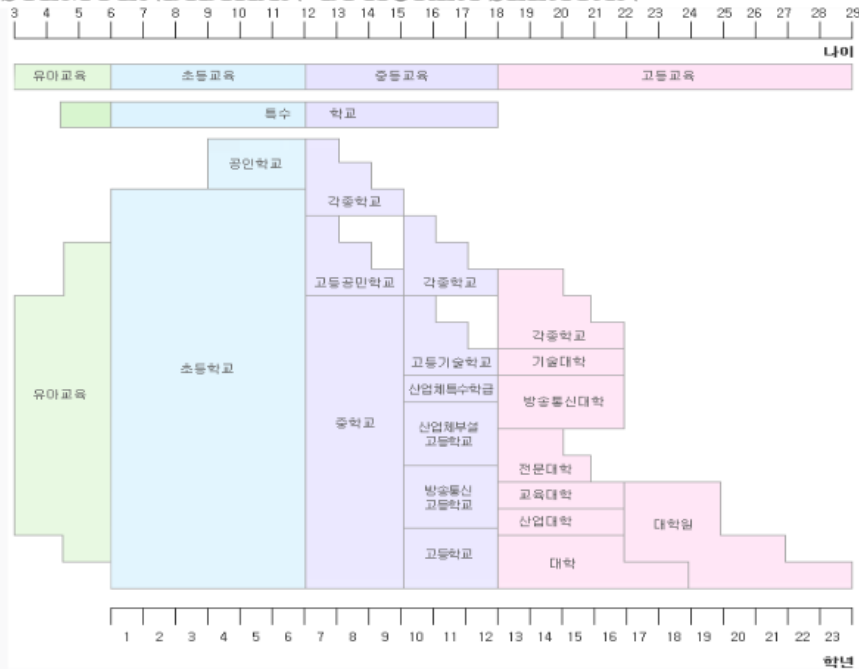 3 4 5 6 7 8 9 10 11 12 13 14 15 16 17 18 19 20 21 22 23 24 25 26 27 28 29
나이
유아교육 초등교육 중등교육 고등교육
특수 학교
공인학교
각종학교
고등공민학교 각종학교
각종학교
초등학교 고등기술학교 기술대학
유아교육 산업체특수학급 방송통신대학
중학교 산업체부설
고등학교
전문대학
방송통신
고등학교
교육대학
산업대학 대학원
고등학교 대학
1 2 3 4 5 6 7 8 9 10 11 12 13 14 15 16 17 18 19 20 21 22 23
학년